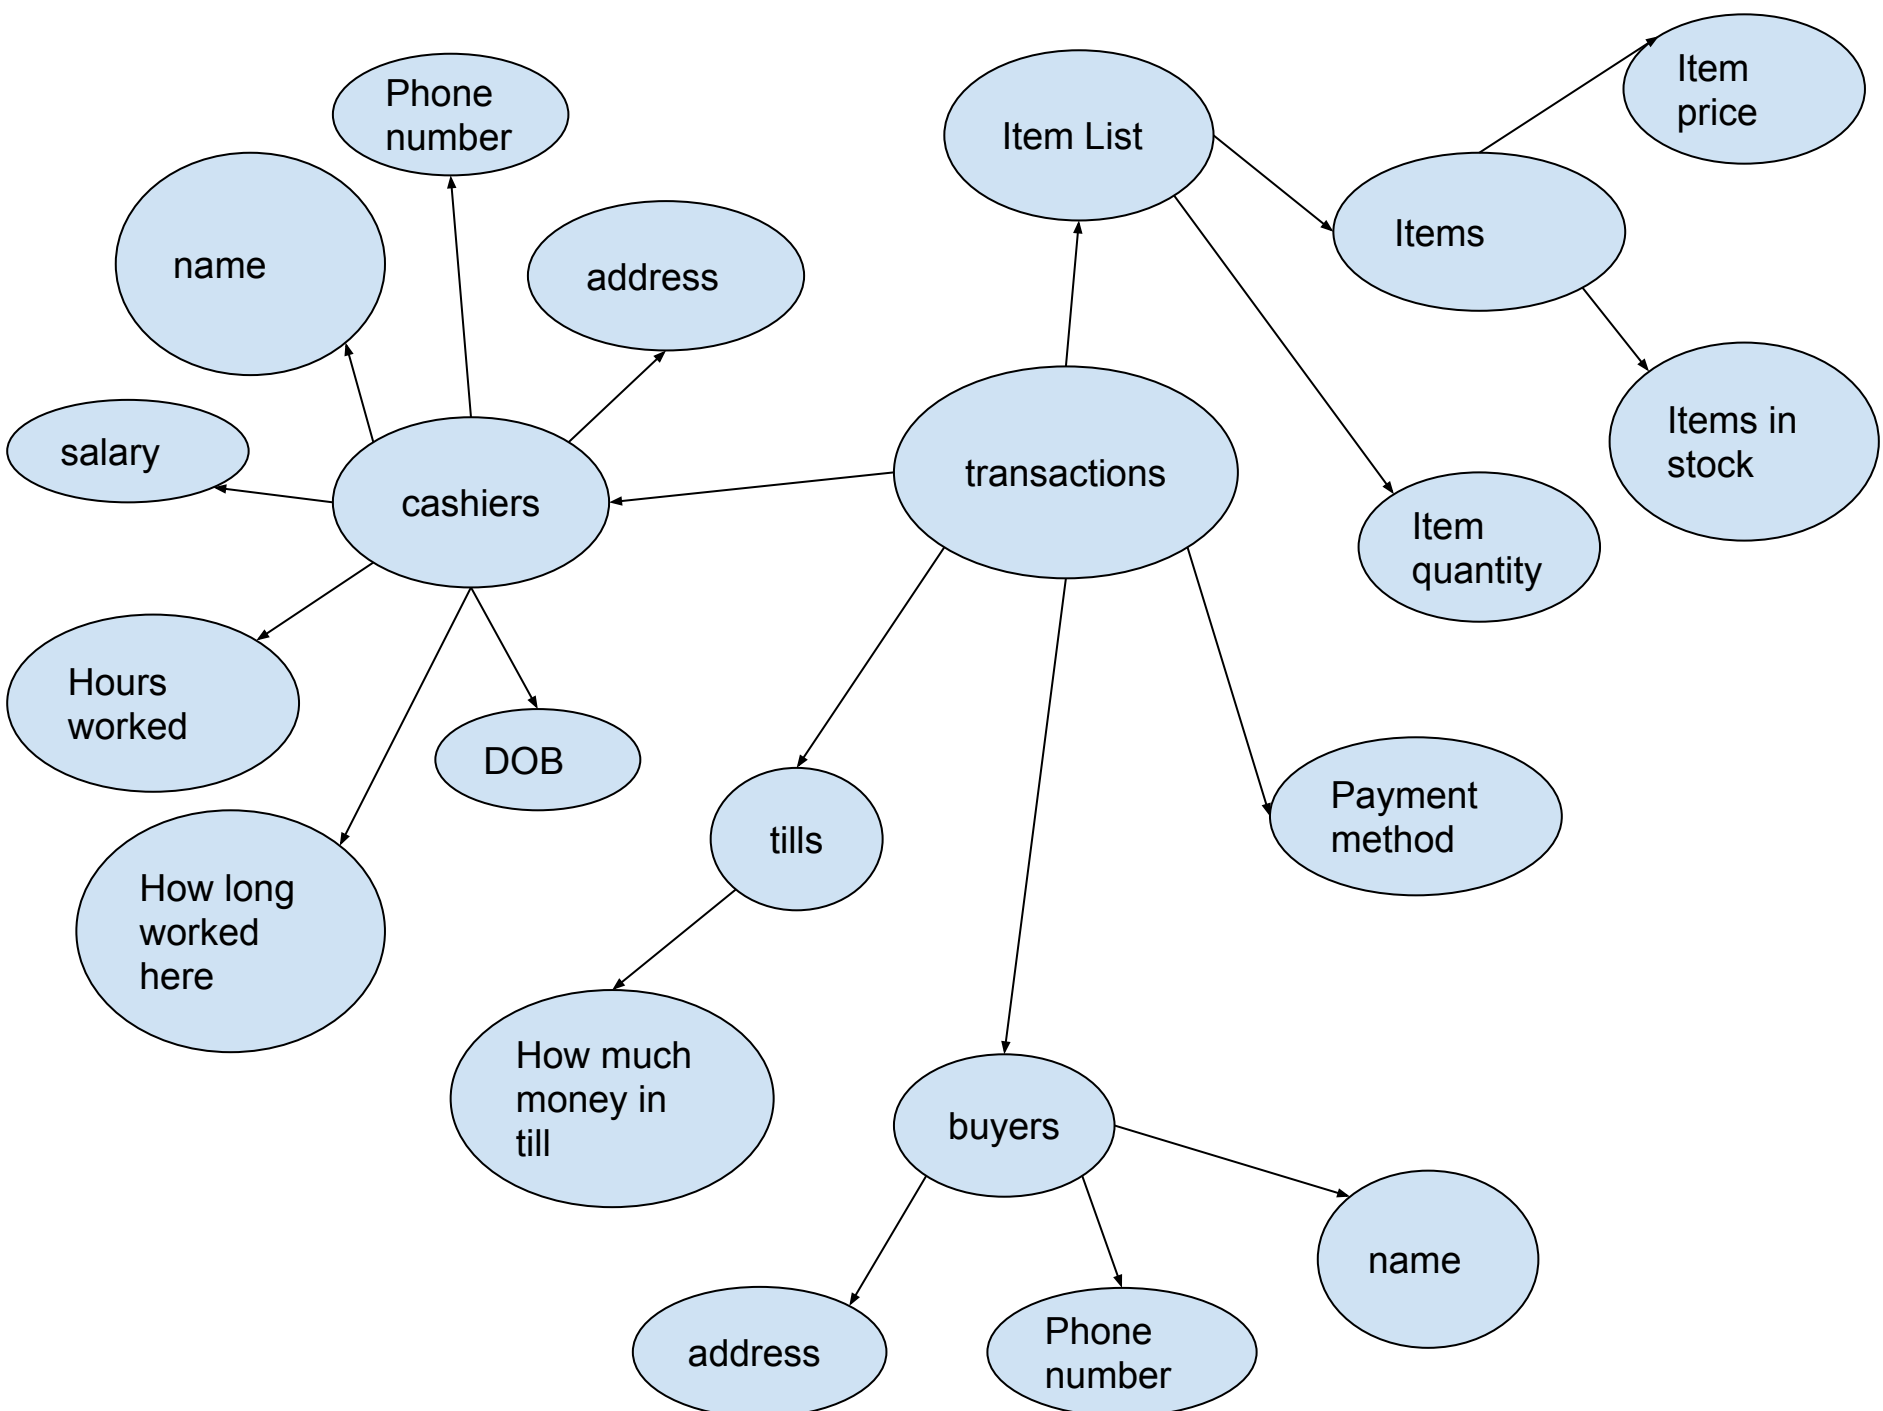 Phone
number
name
address
salary
cashiers
Hours
worked
How long
worked
here
DOB
Item List
Items
Item
price
Items in
stock
Item
quantity
transactions
tills
How much
money in
till
Payment
method
buyers
address
Phone
number
name